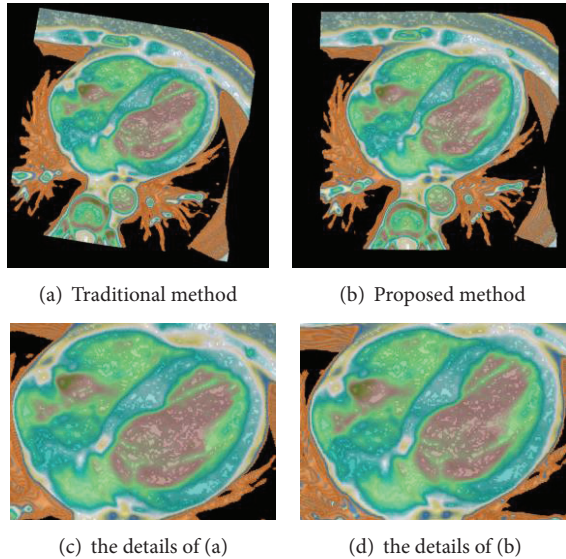 (a) Traditional method
(b) Proposed method
(c) the details of (a)
(d) the details of (b)